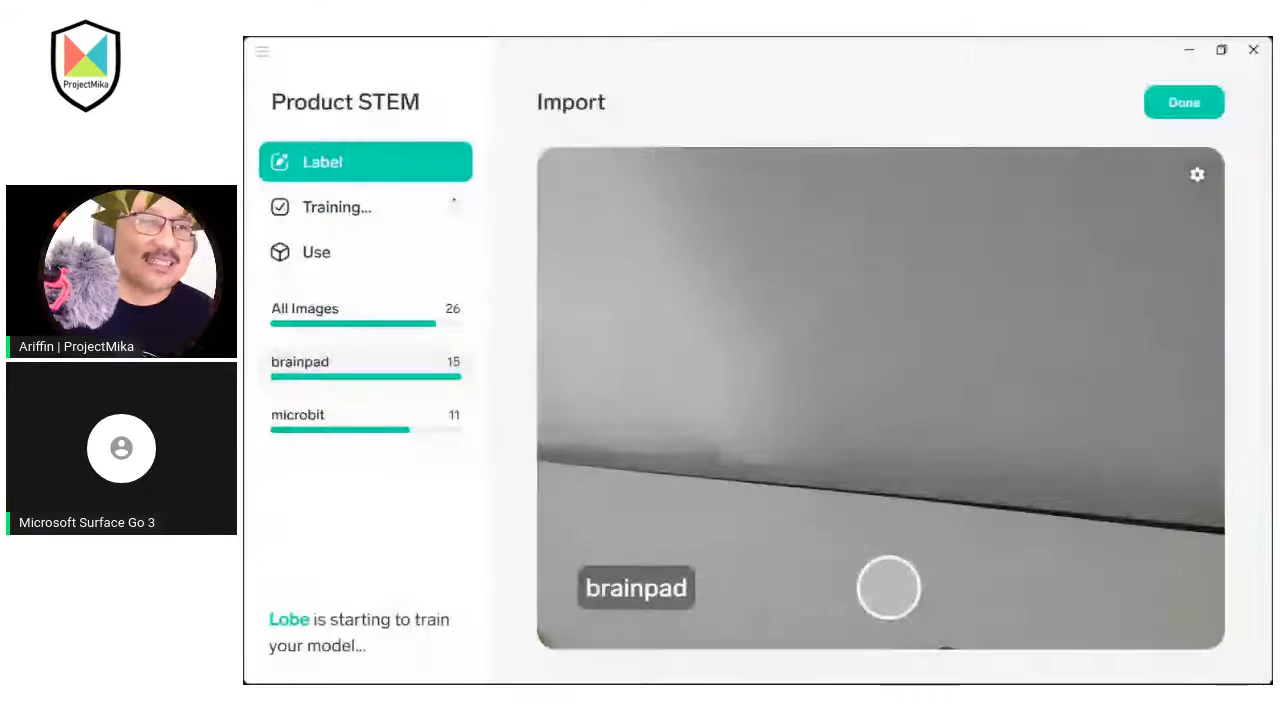 ProjectMika
Ariffin | ProjectMika
Microsoft Surface Go 3
Product STEM
Label
Training...
Use
All Images 26
brainpad 15
microbit 11
Lobe is starting to train
your model...
Import
Done
brainpad